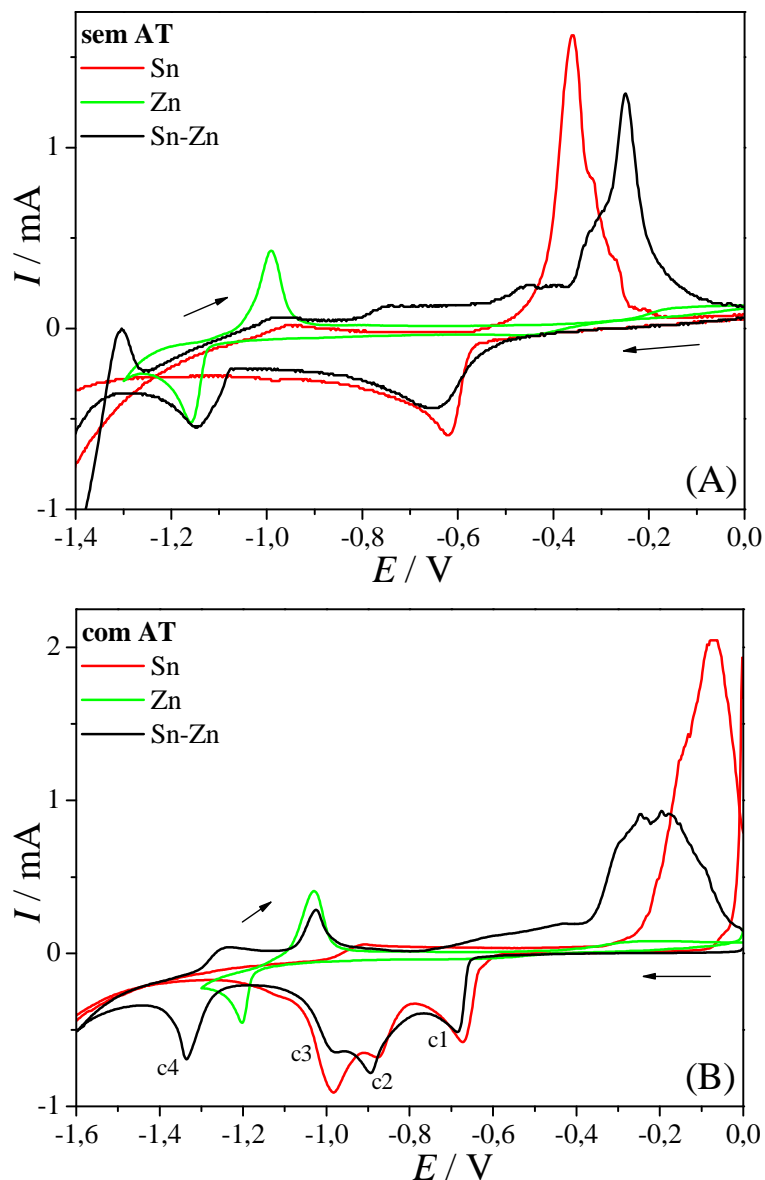 sem AT
Sn
Zn
Sn-Zn
1
0
-1
I / mA
(A)
-1,4 -1,2 -1,0 -0,8 -0,6 -0,4 -0,2 0,0
E / V
com AT
Sn
Zn
Sn-Zn
2
1
0
-1
I / mA
c4
c3
c2
c1
(B)
-1,6 -1,4 -1,2 -1,0 -0,8 -0,6 -0,4 -0,2 0,0
E / V